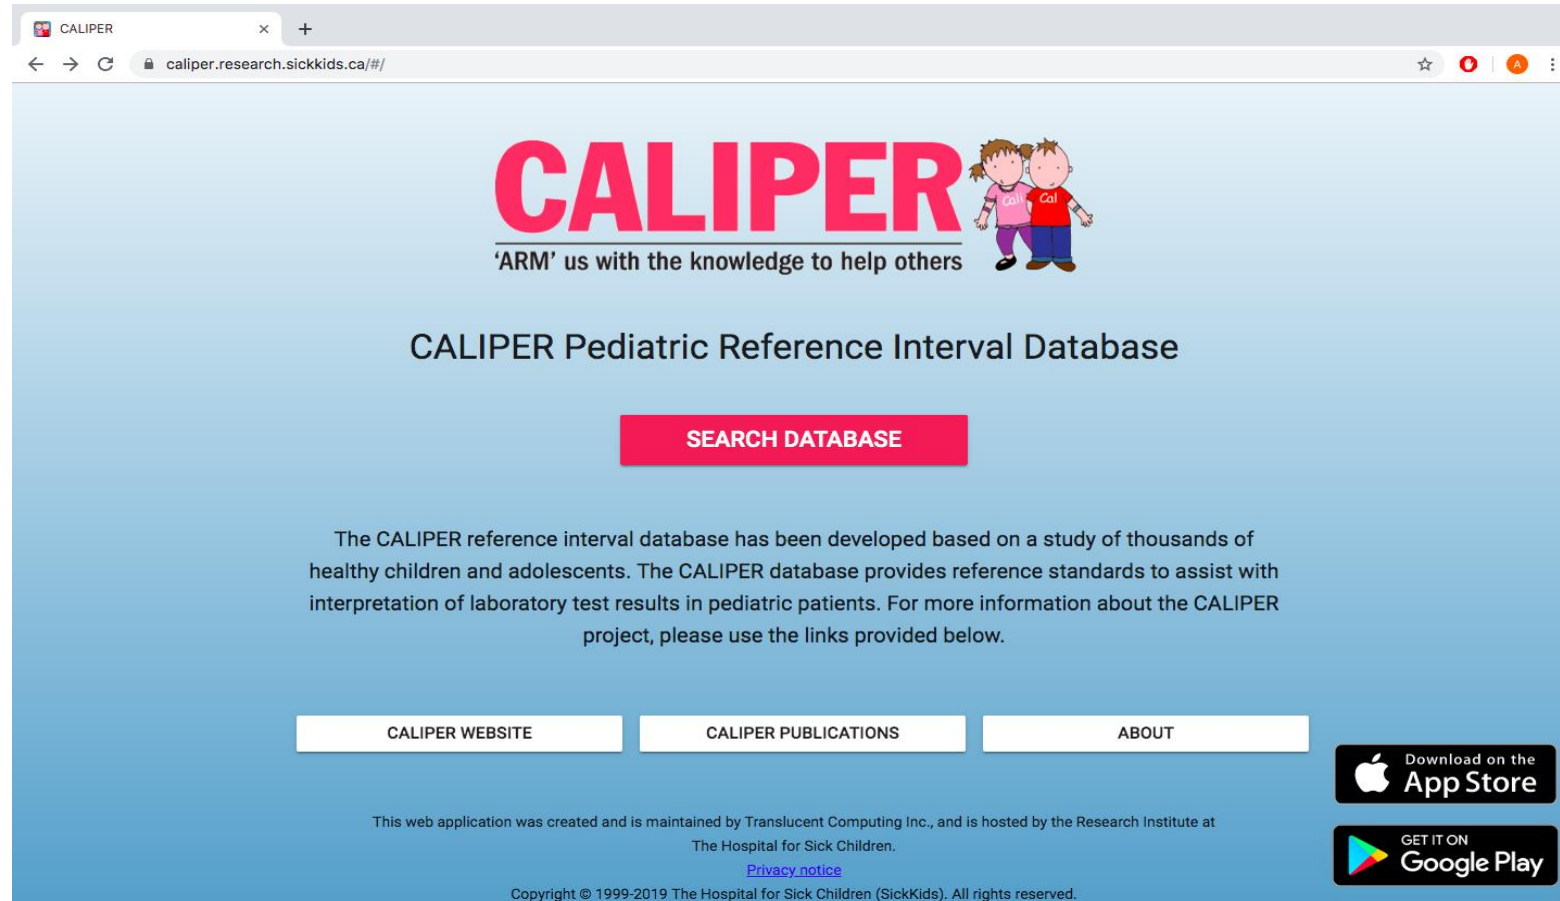 CALIPER
caliper.research.sickkids.ca/#/
A
CALIPER
Cali
Cal
'ARM' us with the knowledge to help others
CALIPER Pediatric Reference Interval Database
SEARCH DATABASE
The CALIPER reference interval database has been developed based on a study of thousands of
healthy children and adolescents. The CALIPER database provides reference standards to assist with
interpretation of laboratory test results in pediatric patients. For more information about the CALIPER
project, please use the links provided below.
CALIPER WEBSITE
CALIPER PUBLICATIONS
ABOUT
Download on the
App Store
This web application was created and is maintained by Translucent Computing Inc., and is hosted by the Research Institute at
The Hospital for Sick Children.
GET IT ON
Google Play
Privacy notice
Copyright © 1999-2019 The Hospital for Sick Children (SickKids). All rights reserved.